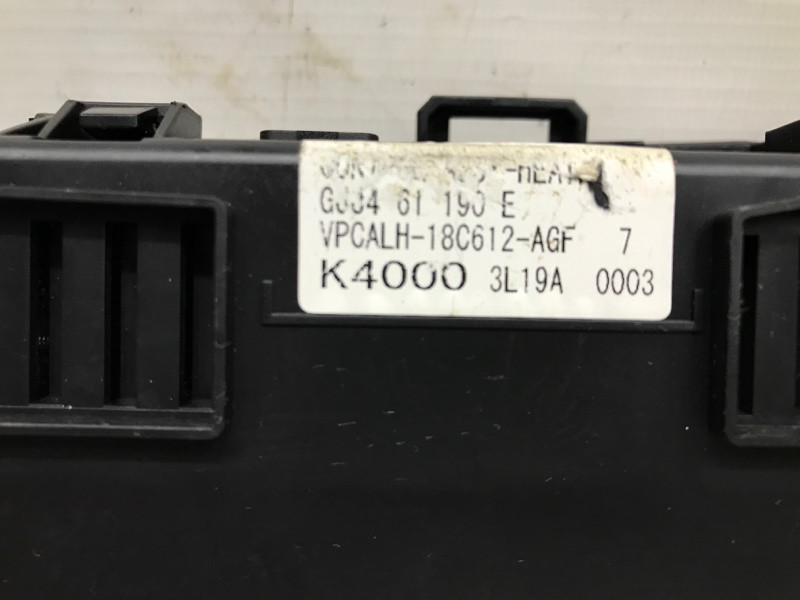 GJJ4 61 190 E
VPCALH-18C612-AGF 7
K4000 3L19A 0003